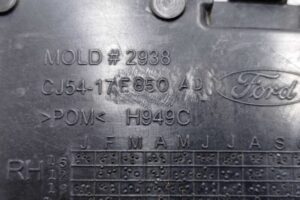 MOLD # 2938
CJ54-17E850 AD
Ford
>POM< H949C
J F M A M J J A S
RH